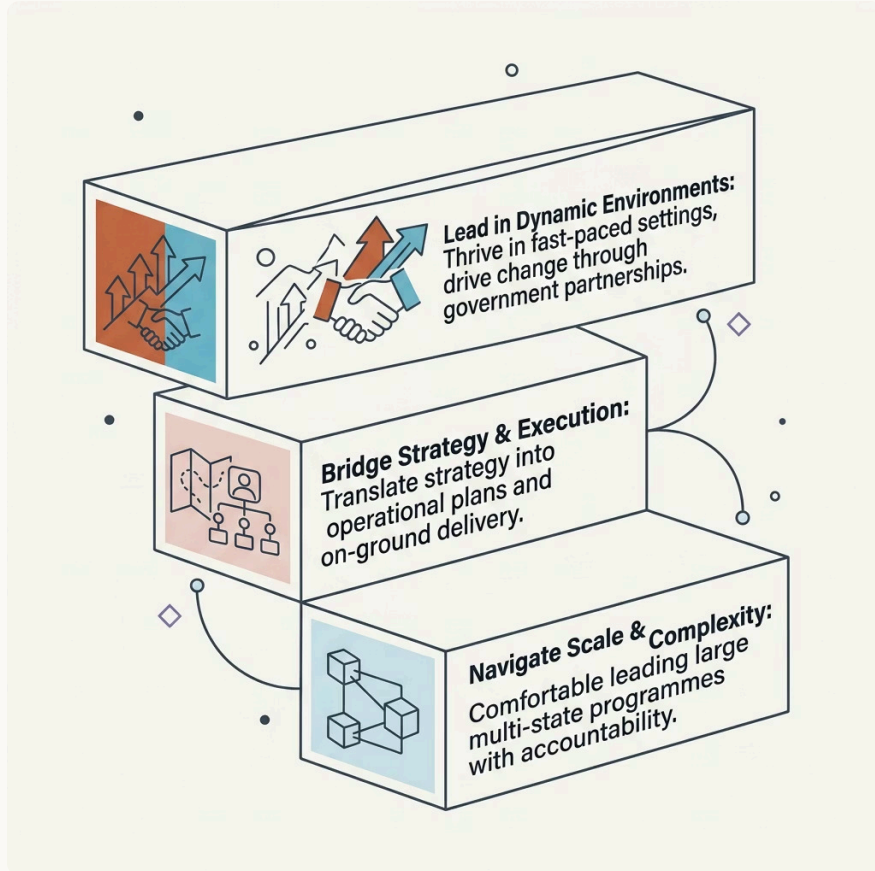 Lead in Dynamic Environments:
Thrive in fast-paced settings,
drive change through
government partnerships.
Bridge Strategy & Execution:
Translate strategy into
operational plans and
on-ground delivery.
Navigate Scale & Complexity:
Comfortable leading large
multi-state programmes
with accountability.